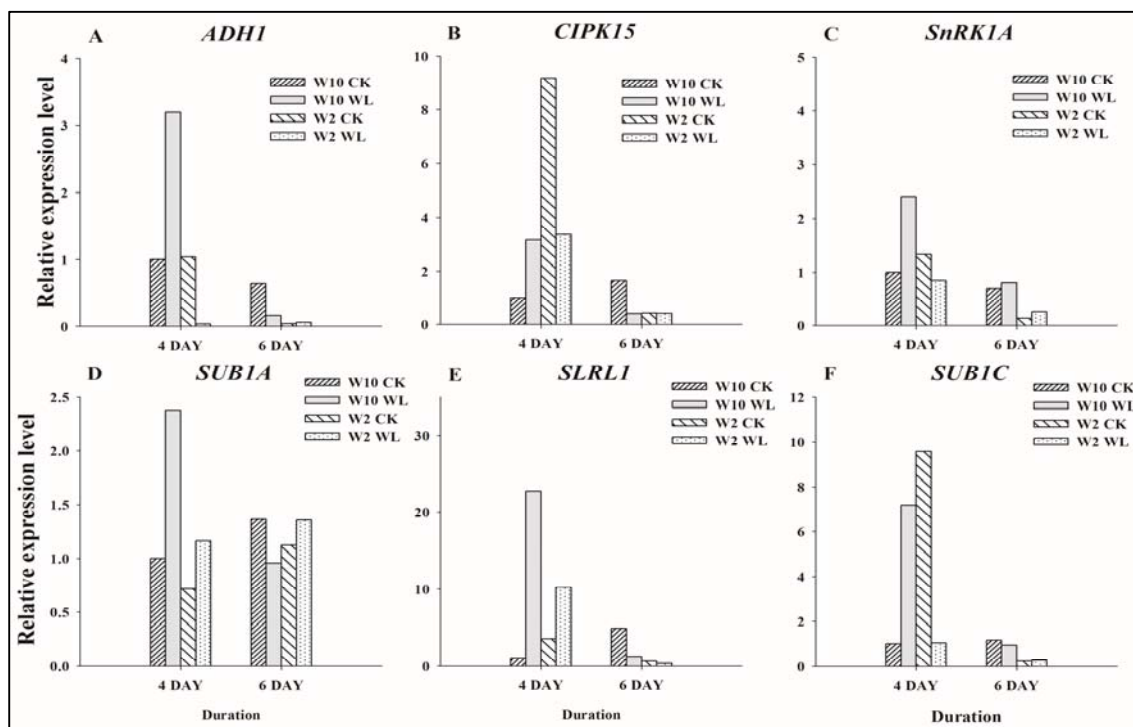 A ADH1
Relative expression level
4
3
2
1
0
W10 CK
W10 WL
W2 CK
W2 WL
4 DAY 6 DAY
B CIPK15
10
8
6
4
2
0
W10 CK
W10 WL
W2 CK
W2 WL
4 DAY 6 DAY
C SnRK1A
5
4
3
2
1
0
W10 CK
W10 WL
W2 CK
W2 WL
4 DAY 6 DAY
D SUB1A
Relative expression level
2.5
2.0
1.5
1.0
0.5
0.0
W10 CK
W10 WL
W2 CK
W2 WL
4 DAY 6 DAY
Duration
E SLRL1
30
20
10
0
W10 CK
W10 WL
W2 CK
W2 WL
4 DAY 6 DAY
Duration
F SUB1C
12
10
8
6
4
2
0
W10 CK
W10 WL
W2 CK
W2 WL
4 DAY 6 DAY
Duration